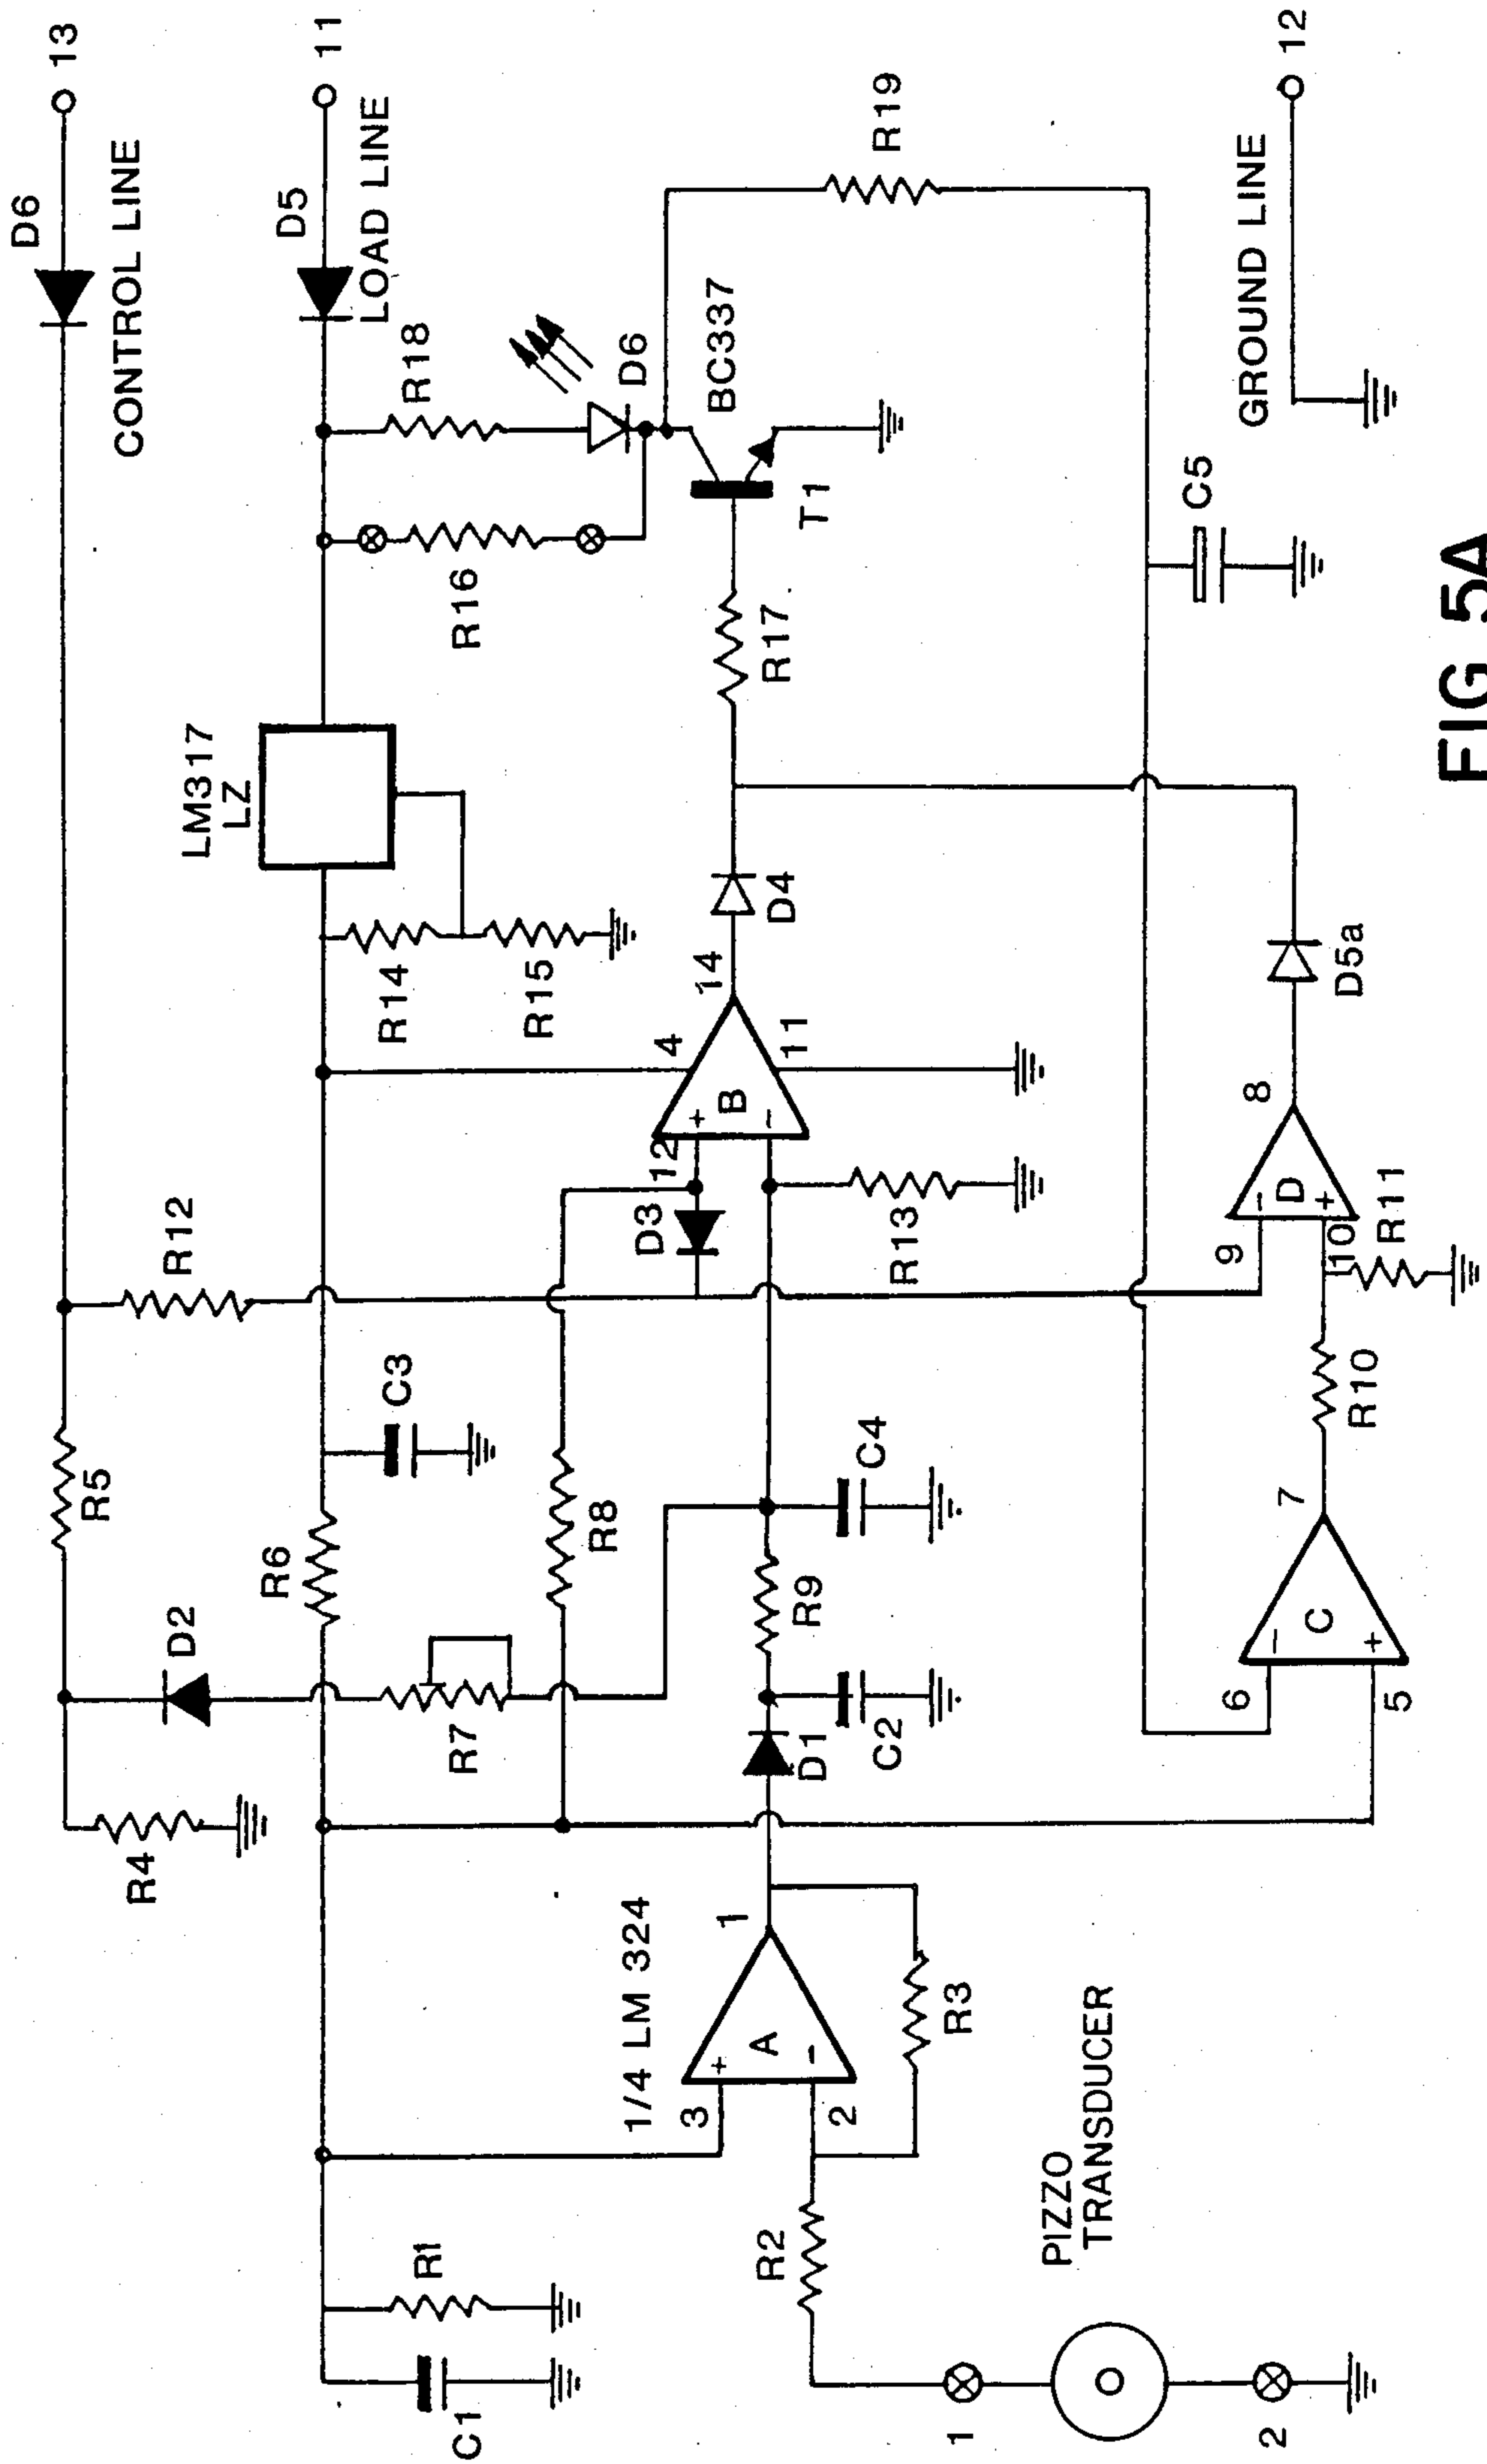 D6
13
CONTROL LINE
R5
R12
R4
D2
LM317
LZ
D5
11
LOAD LINE
R6
C3
R14
R15
R16
R18
D6
R7
R8
R19
R1
C1
1/4 LM 324
3
+
A
-
2
1
R3
D1
R9
C2
C4
D3
12
+
B
-
4
11
14
D4
R13
R17
BC337
T1
R2
PIZZO
TRANSDUCER
1
2
6
-
C
+
5
7
R10
9
-
D
+
10
R11
8
D5a
C5
GROUND LINE
12
FIG 5A